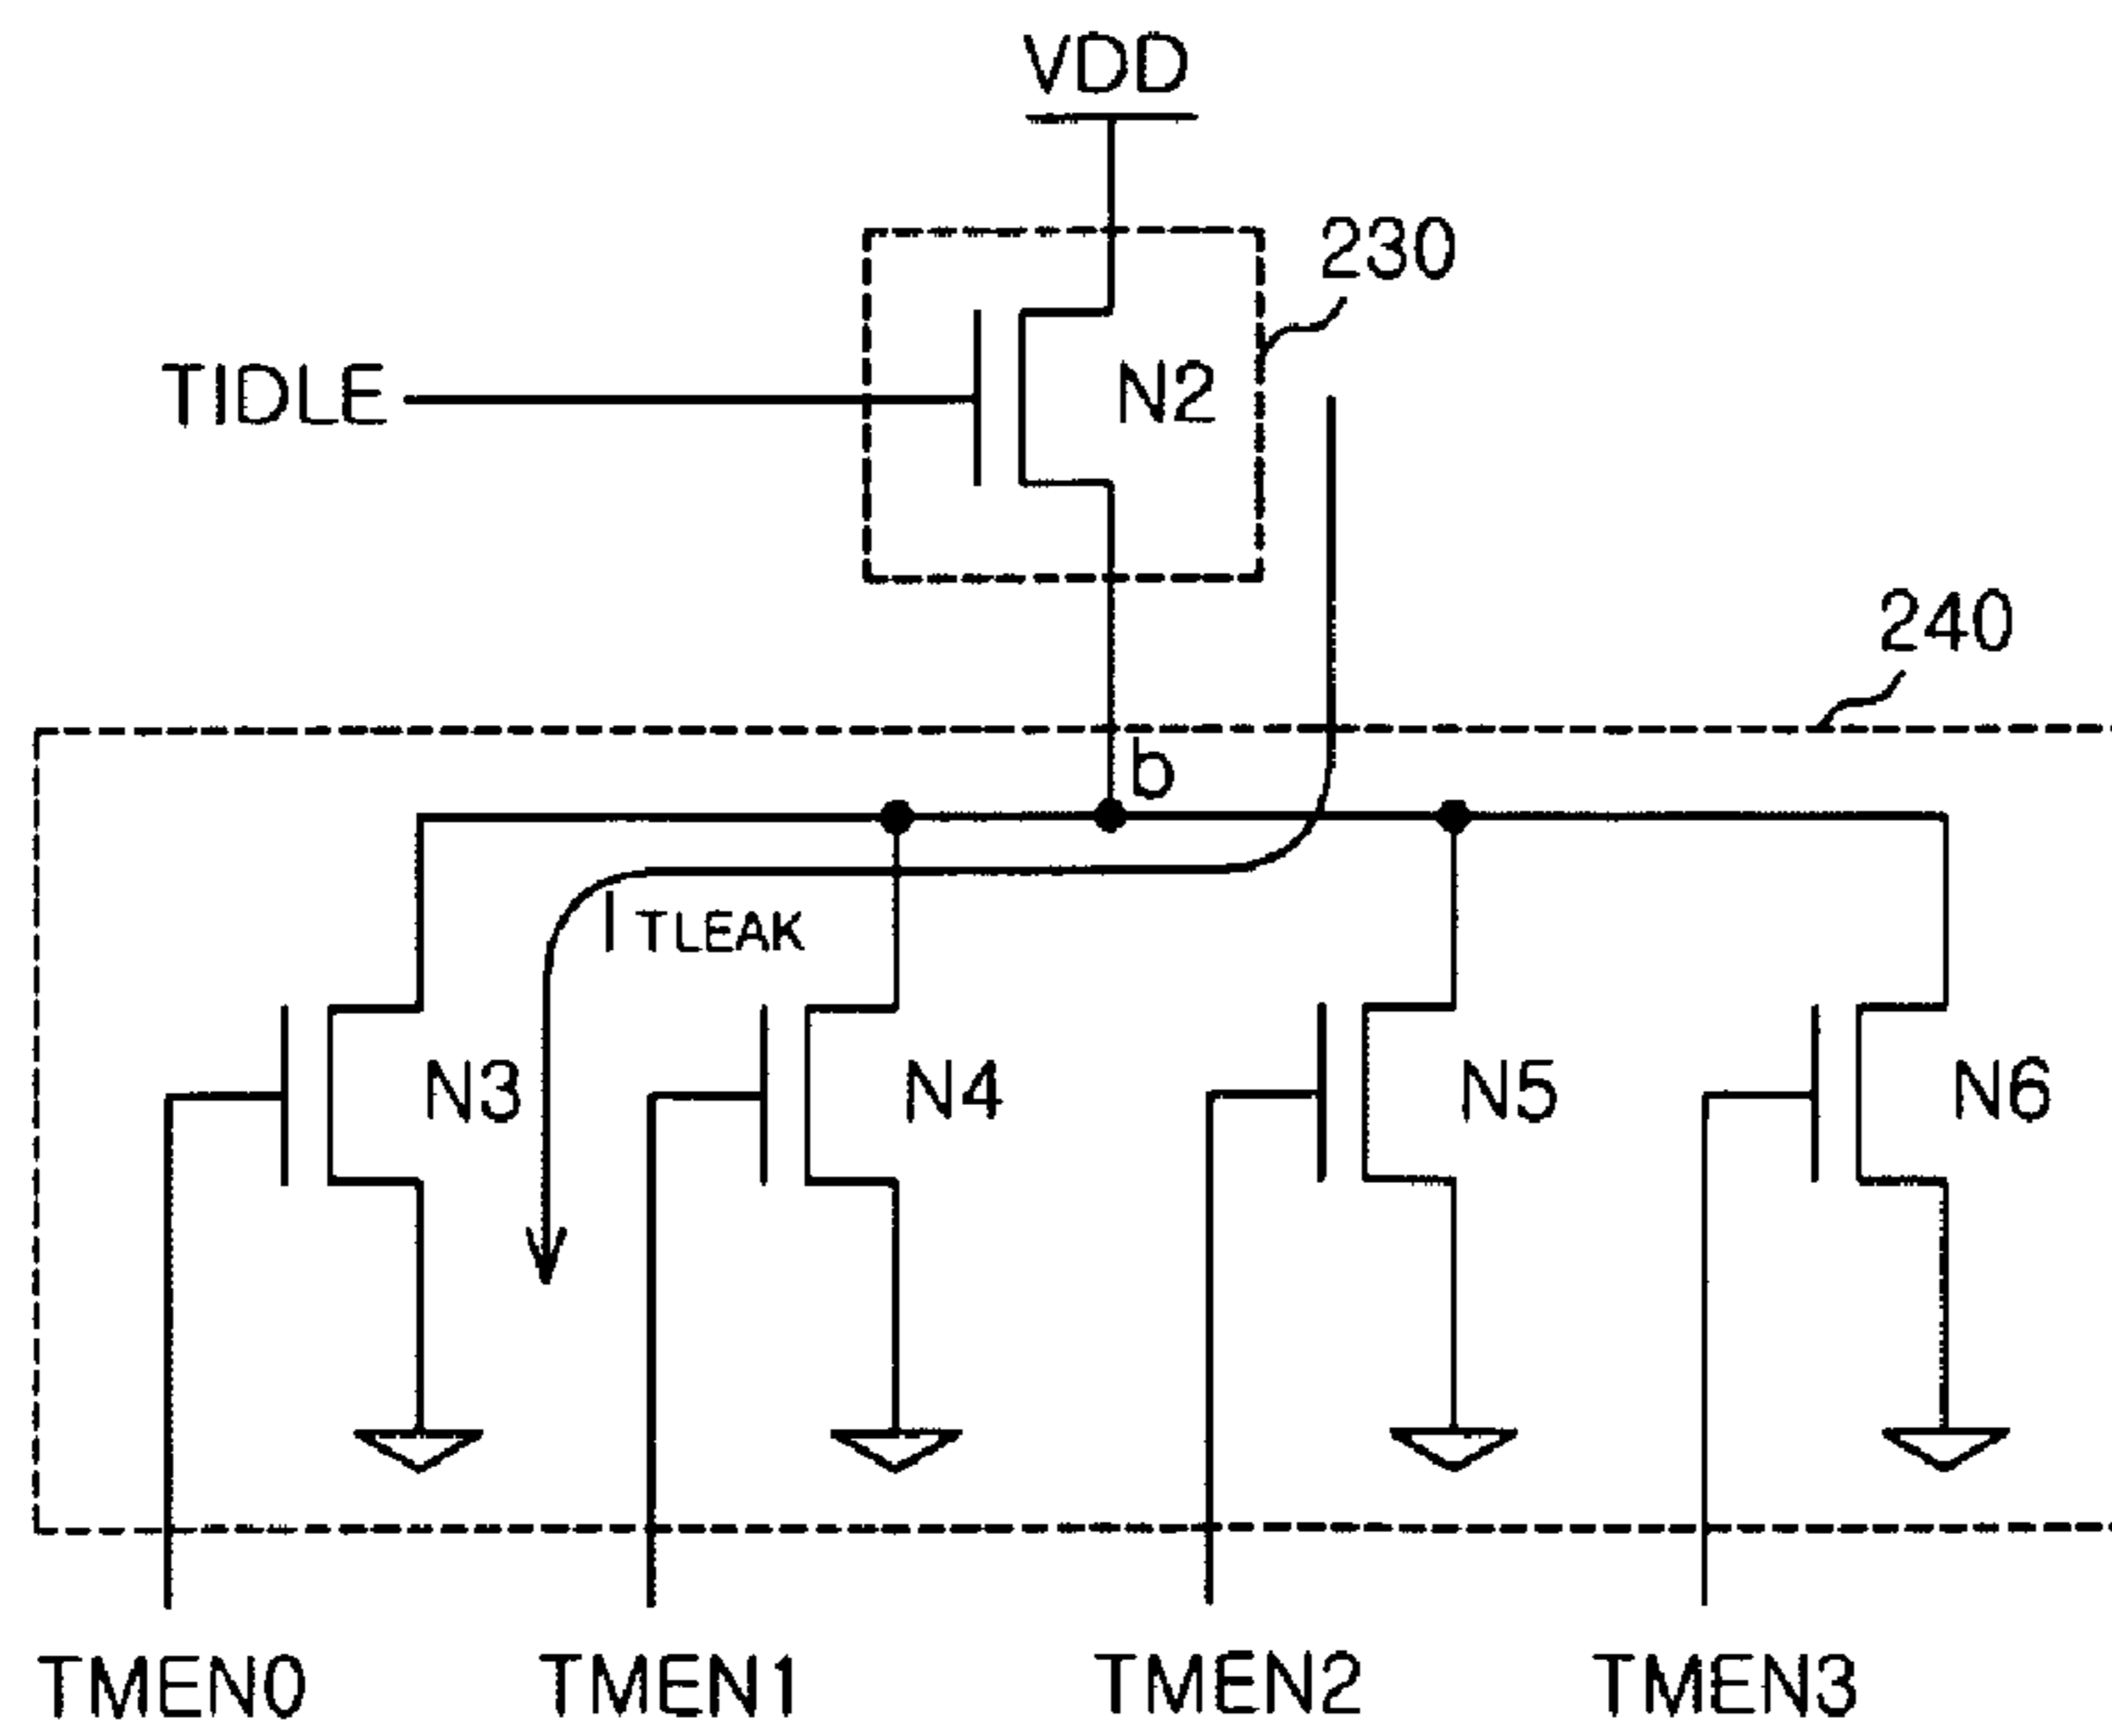 VDD
230
TIDLE
N2
240
b
ITLEAK
N3
N4
N5
N6
TMEN0
TMEN1
TMEN2
TMEN3